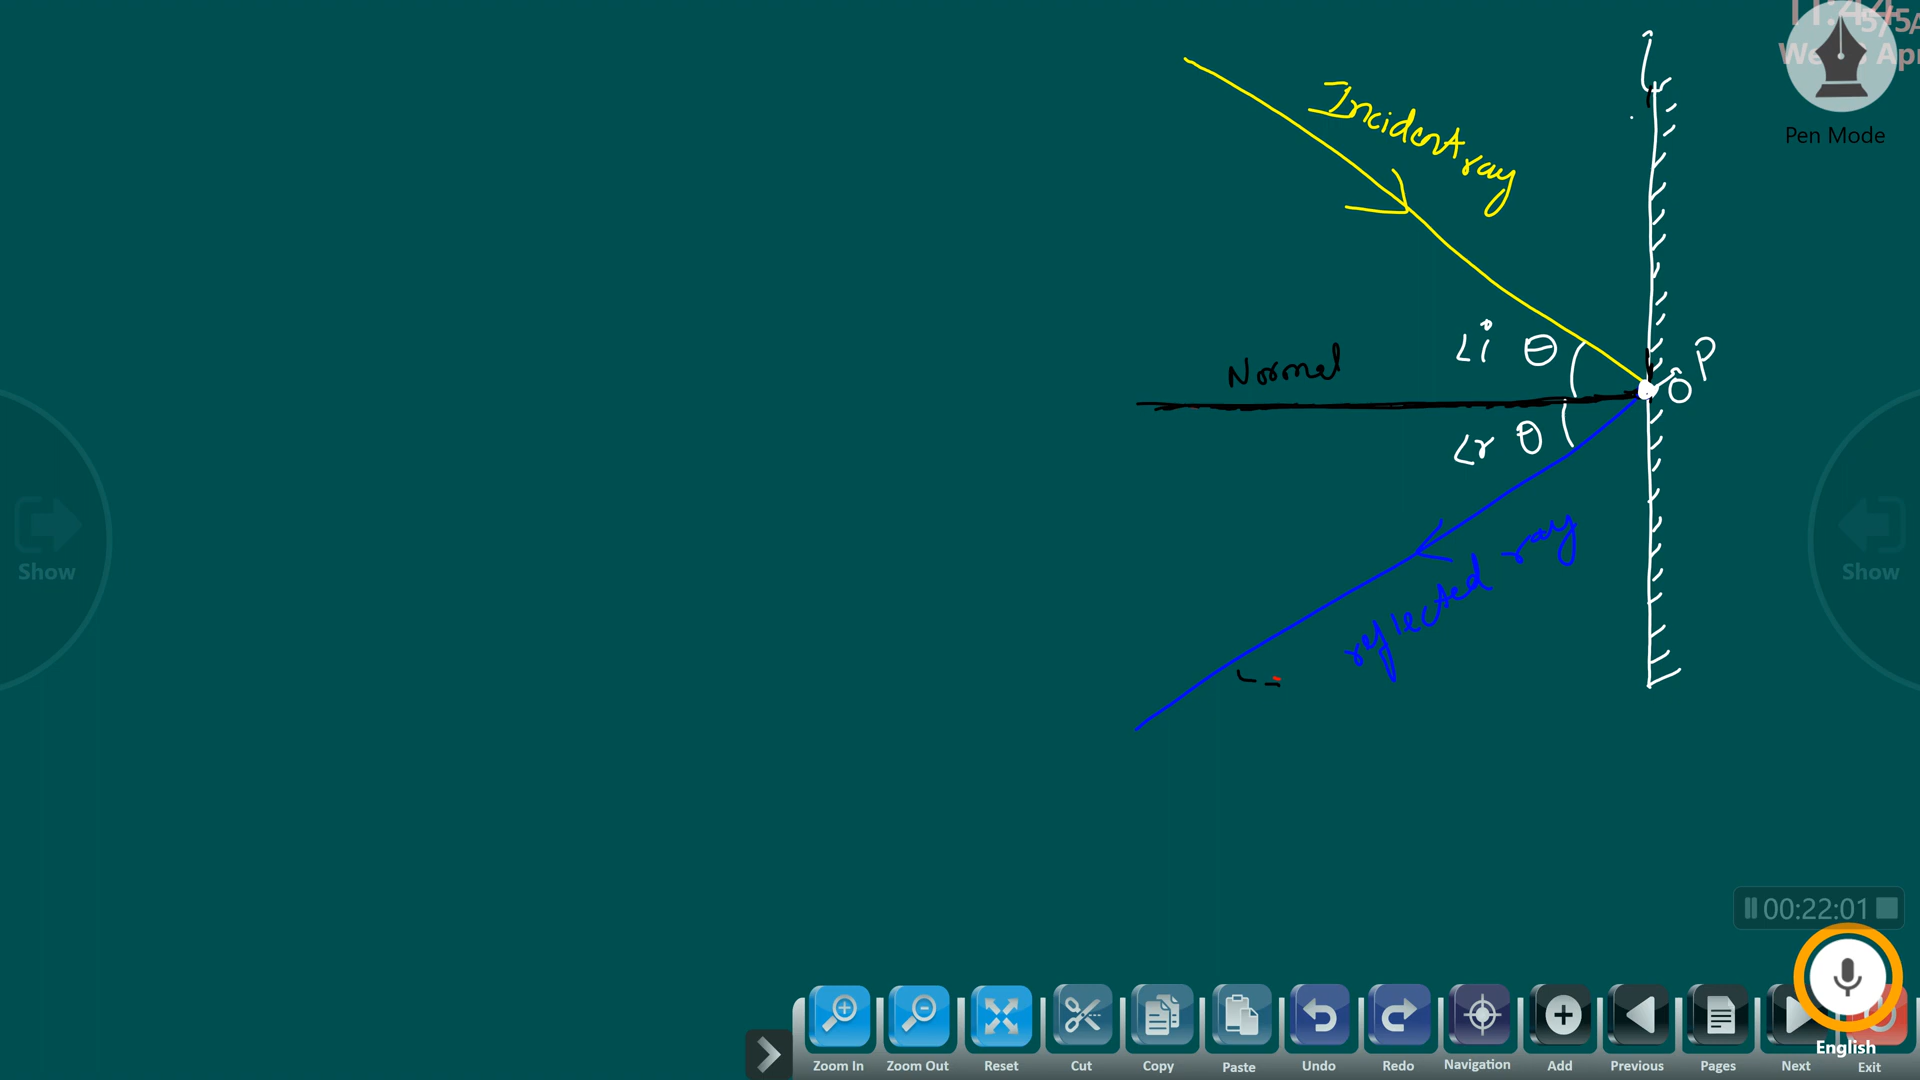 Pen Mode
Incident ray
∠i θ
P
O
Normal
∠r θ
reflected ray
Show
Show
00:22:01
Zoom In
Zoom Out
Reset
Cut
Copy
Paste
Undo
Redo
Navigation
Add
Previous
Pages
Next
English
Exit